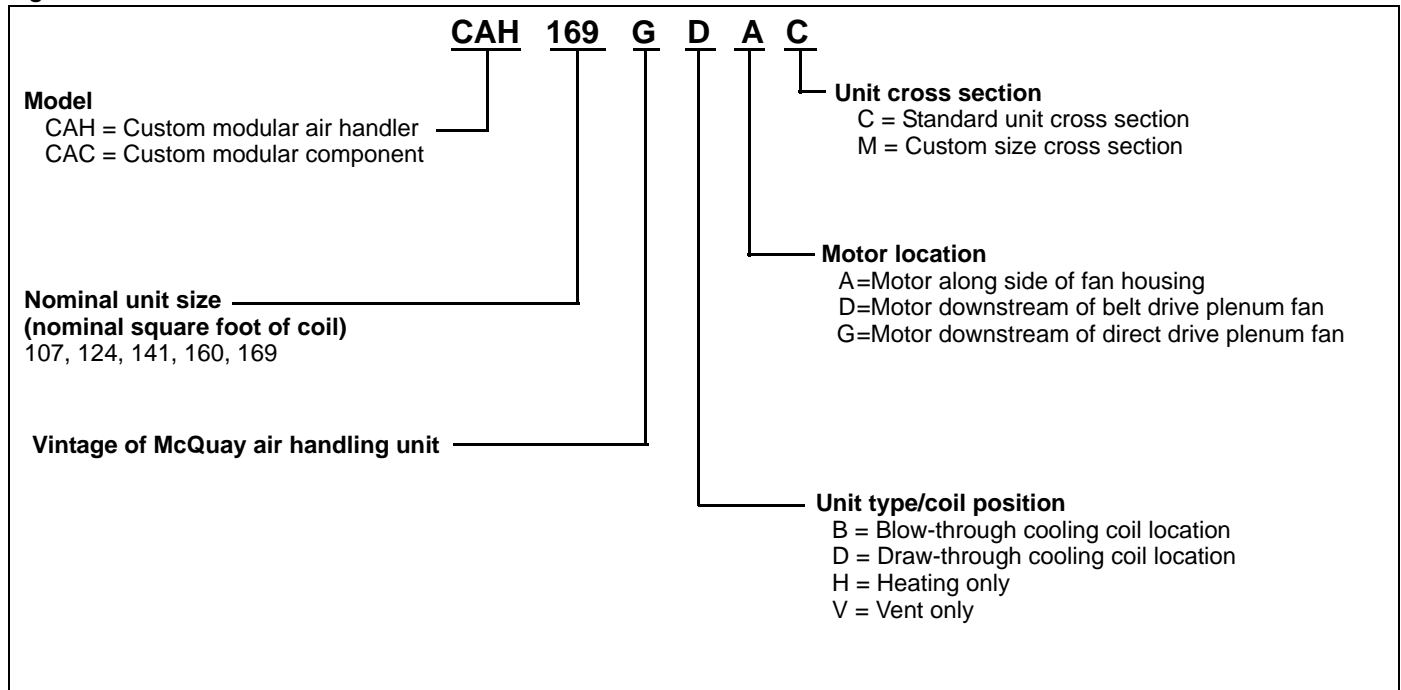 CAH 169 G D A C
Model
CAH = Custom modular air handler
CAC = Custom modular component
Nominal unit size
(nominal square foot of coil)
107, 124, 141, 160, 169
Vintage of McQuay air handling unit
Unit cross section
C = Standard unit cross section
M = Custom size cross section
Motor location
A=Motor along side of fan housing
D=Motor downstream of belt drive plenum fan
G=Motor downstream of direct drive plenum fan
Unit type/coil position
B = Blow-through cooling coil location
D = Draw-through cooling coil location
H = Heating only
V = Vent only